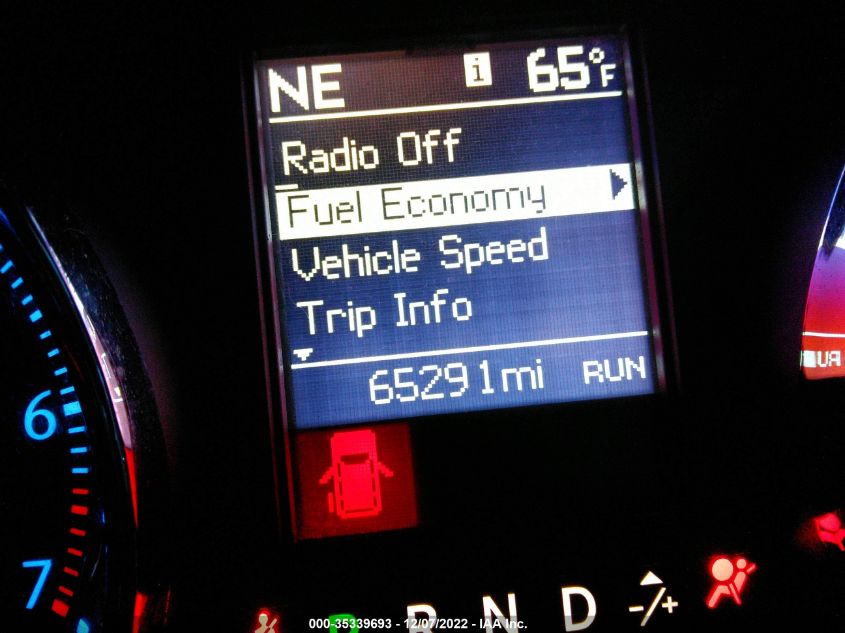 NE i 65°F
Radio Off
Fuel Economy
Vehicle Speed
Trip Info
65291mi RUN
6
7
P R N D -/+
000-35339693 - 12/07/2022 - IAA Inc.